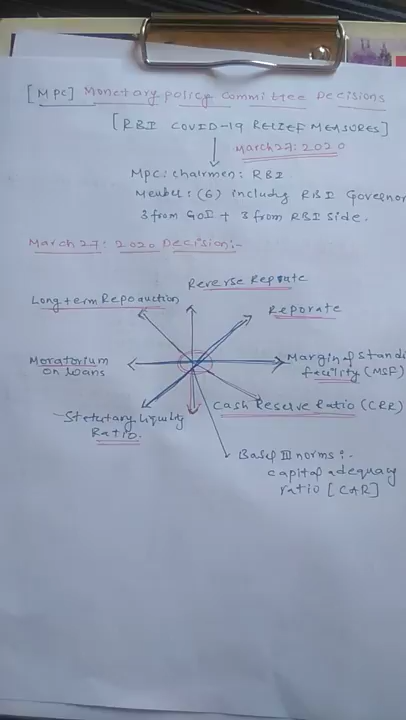 [MPC] Monetary policy Committee Decisions
[RBI COVID-19 RELIEF MEASURES]
March 27: 2020
MPC: Chairmen: RBI
Member: (6) including RBI Governor
3 from GOI + 3 from RBI side.
March 27: 2020 Decision:-
Reverse Reporate
Long term Repo auction
Reporate
Moratorium
on loans
Margin of stand
facility (MSF)
Cash Reserve Ratio (CRR)
Statutary liquility
Ratio.
Basel III norms:-
capital adequacy
ratio [CAR]